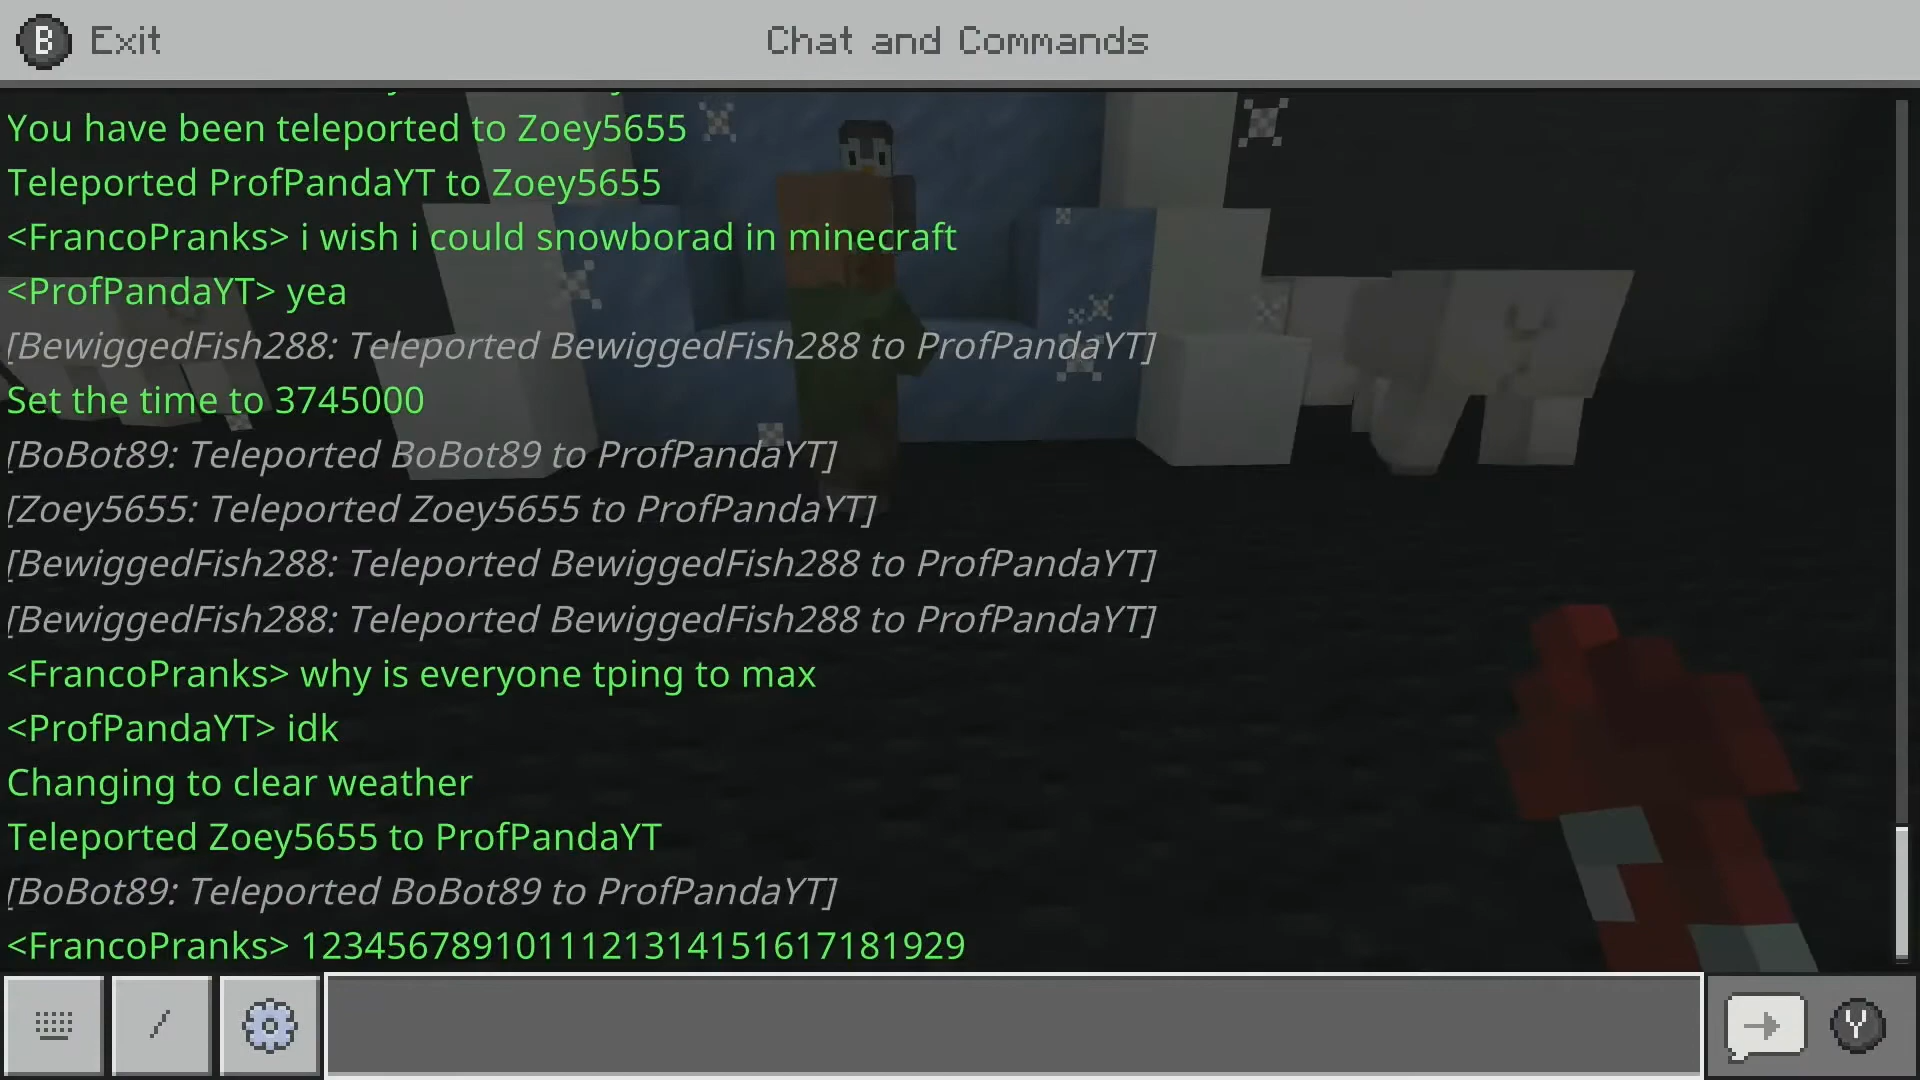 B Exit
Chat and Commands
You have been teleported to Zoey5655
Teleported ProfPandaYT to Zoey5655
<FrancoPranks> i wish i could snowborad in minecraft
<ProfPandaYT> yea
[BewiggedFish288: Teleported BewiggedFish288 to ProfPandaYT]
Set the time to 3745000
[BoBot89: Teleported BoBot89 to ProfPandaYT]
[Zoey5655: Teleported Zoey5655 to ProfPandaYT]
[BewiggedFish288: Teleported BewiggedFish288 to ProfPandaYT]
[BewiggedFish288: Teleported BewiggedFish288 to ProfPandaYT]
<FrancoPranks> why is everyone tping to max
<ProfPandaYT> idk
Changing to clear weather
Teleported Zoey5655 to ProfPandaYT
[BoBot89: Teleported BoBot89 to ProfPandaYT]
<FrancoPranks> 1234567891011121314151617181929
/
Y